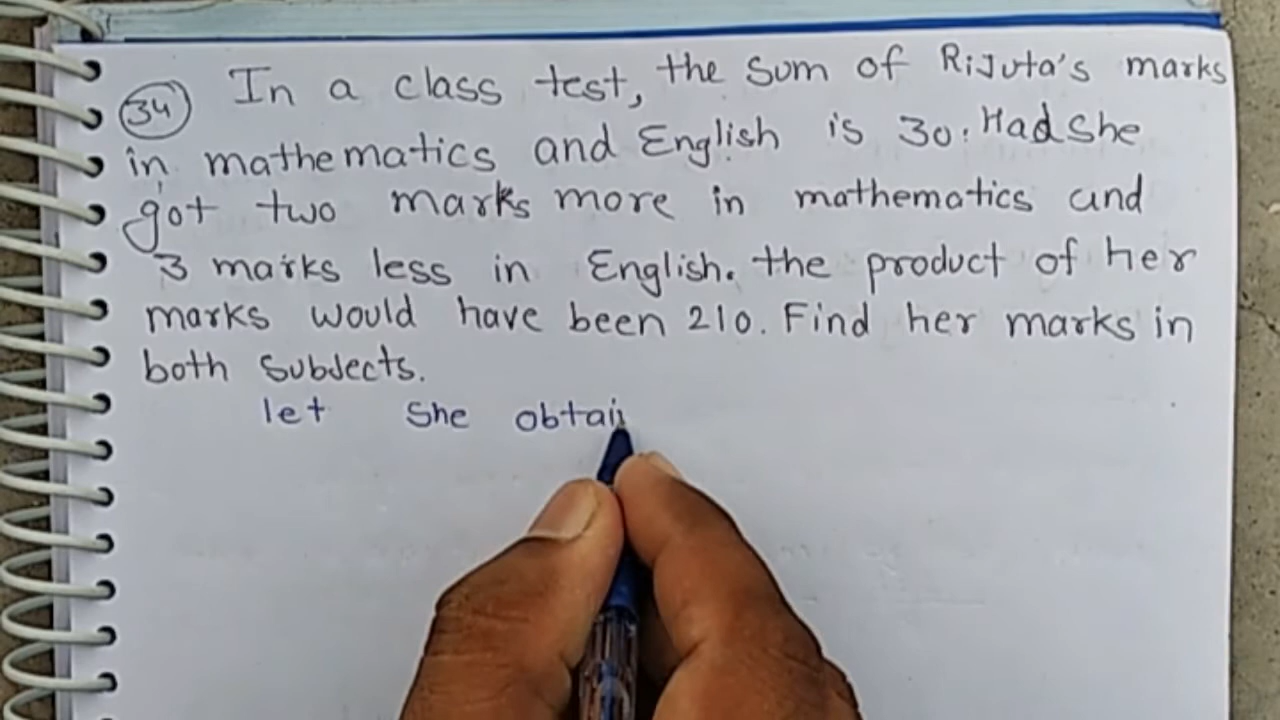 34 In a class test, the sum of Rijuta's marks
in mathematics and English is 30. Had she
got two marks more in mathematics and
3 marks less in English. the product of her
marks would have been 210. Find her marks in
both subjects.
let she obtai